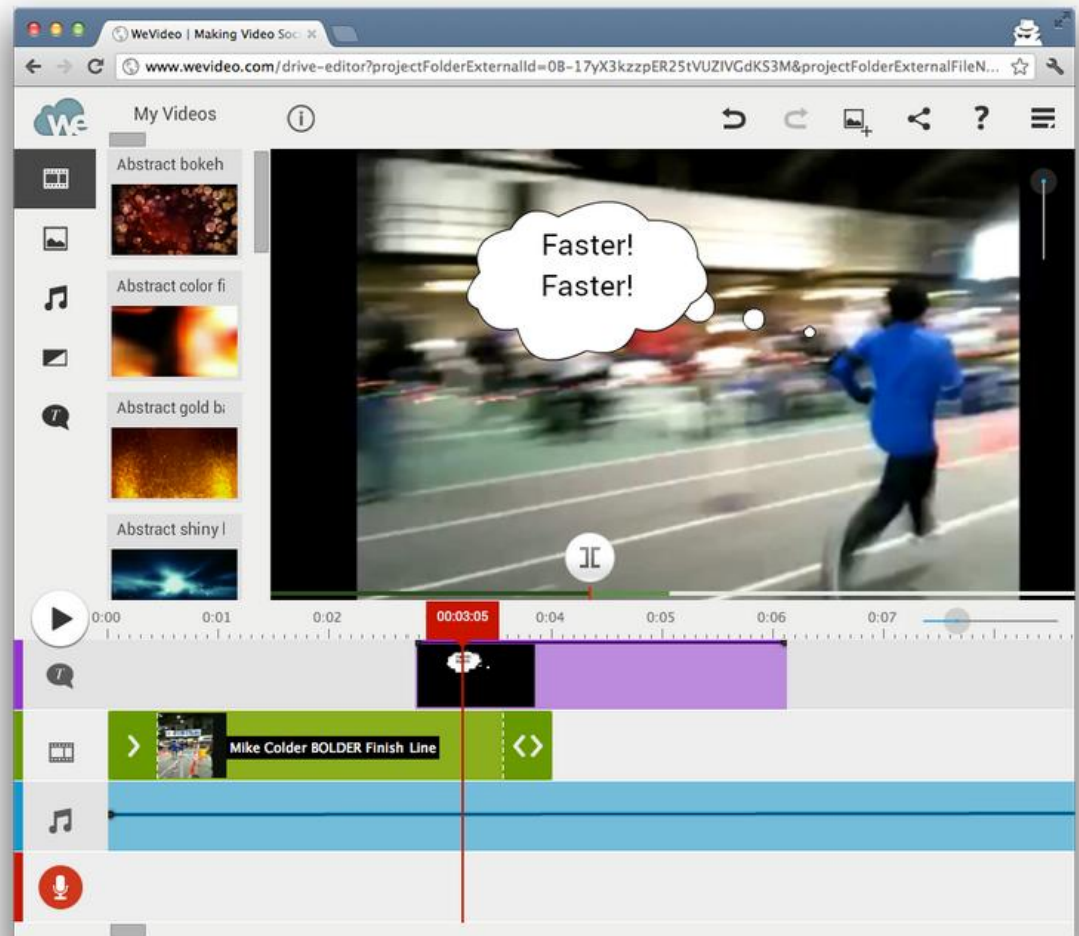 WeVideo | Making Video Soc
www.wevideo.com/drive-editor?projectFolderExternalId=0B-17yX3kzzpER25tVUZIVGdKS3M&projectFolderExternalFileN...
We
My Videos
Abstract bokeh
Abstract color fi
Abstract gold ba
Abstract shiny l
Faster!
Faster!
0:00 0:01 0:02 00:03:05 0:04 0:05 0:06 0:07
T
Mike Colder BOLDER Finish Line